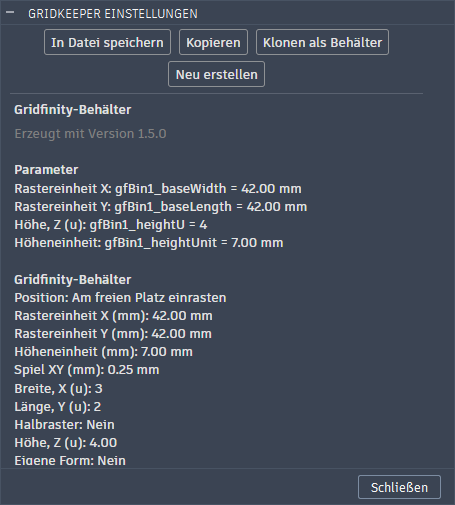 GRIDKEEPER EINSTELLUNGEN
In Datei speichern Kopieren Klonen als Behälter
Neu erstellen
Gridfinity-Behälter
Erzeugt mit Version 1.5.0
Parameter
Rastereinheit X: gfBin1_baseWidth = 42.00 mm
Rastereinheit Y: gfBin1_baseLength = 42.00 mm
Höhe, Z (u): gfBin1_heightU = 4
Höheneinheit: gfBin1_heightUnit = 7.00 mm
Gridfinity-Behälter
Position: Am freien Platz einrasten
Rastereinheit X (mm): 42.00 mm
Rastereinheit Y (mm): 42.00 mm
Höheneinheit (mm): 7.00 mm
Spiel XY (mm): 0.25 mm
Breite, X (u): 3
Länge, Y (u): 2
Halbraster: Nein
Höhe, Z (u): 4.00
Eigene Form: Nein
Schließen